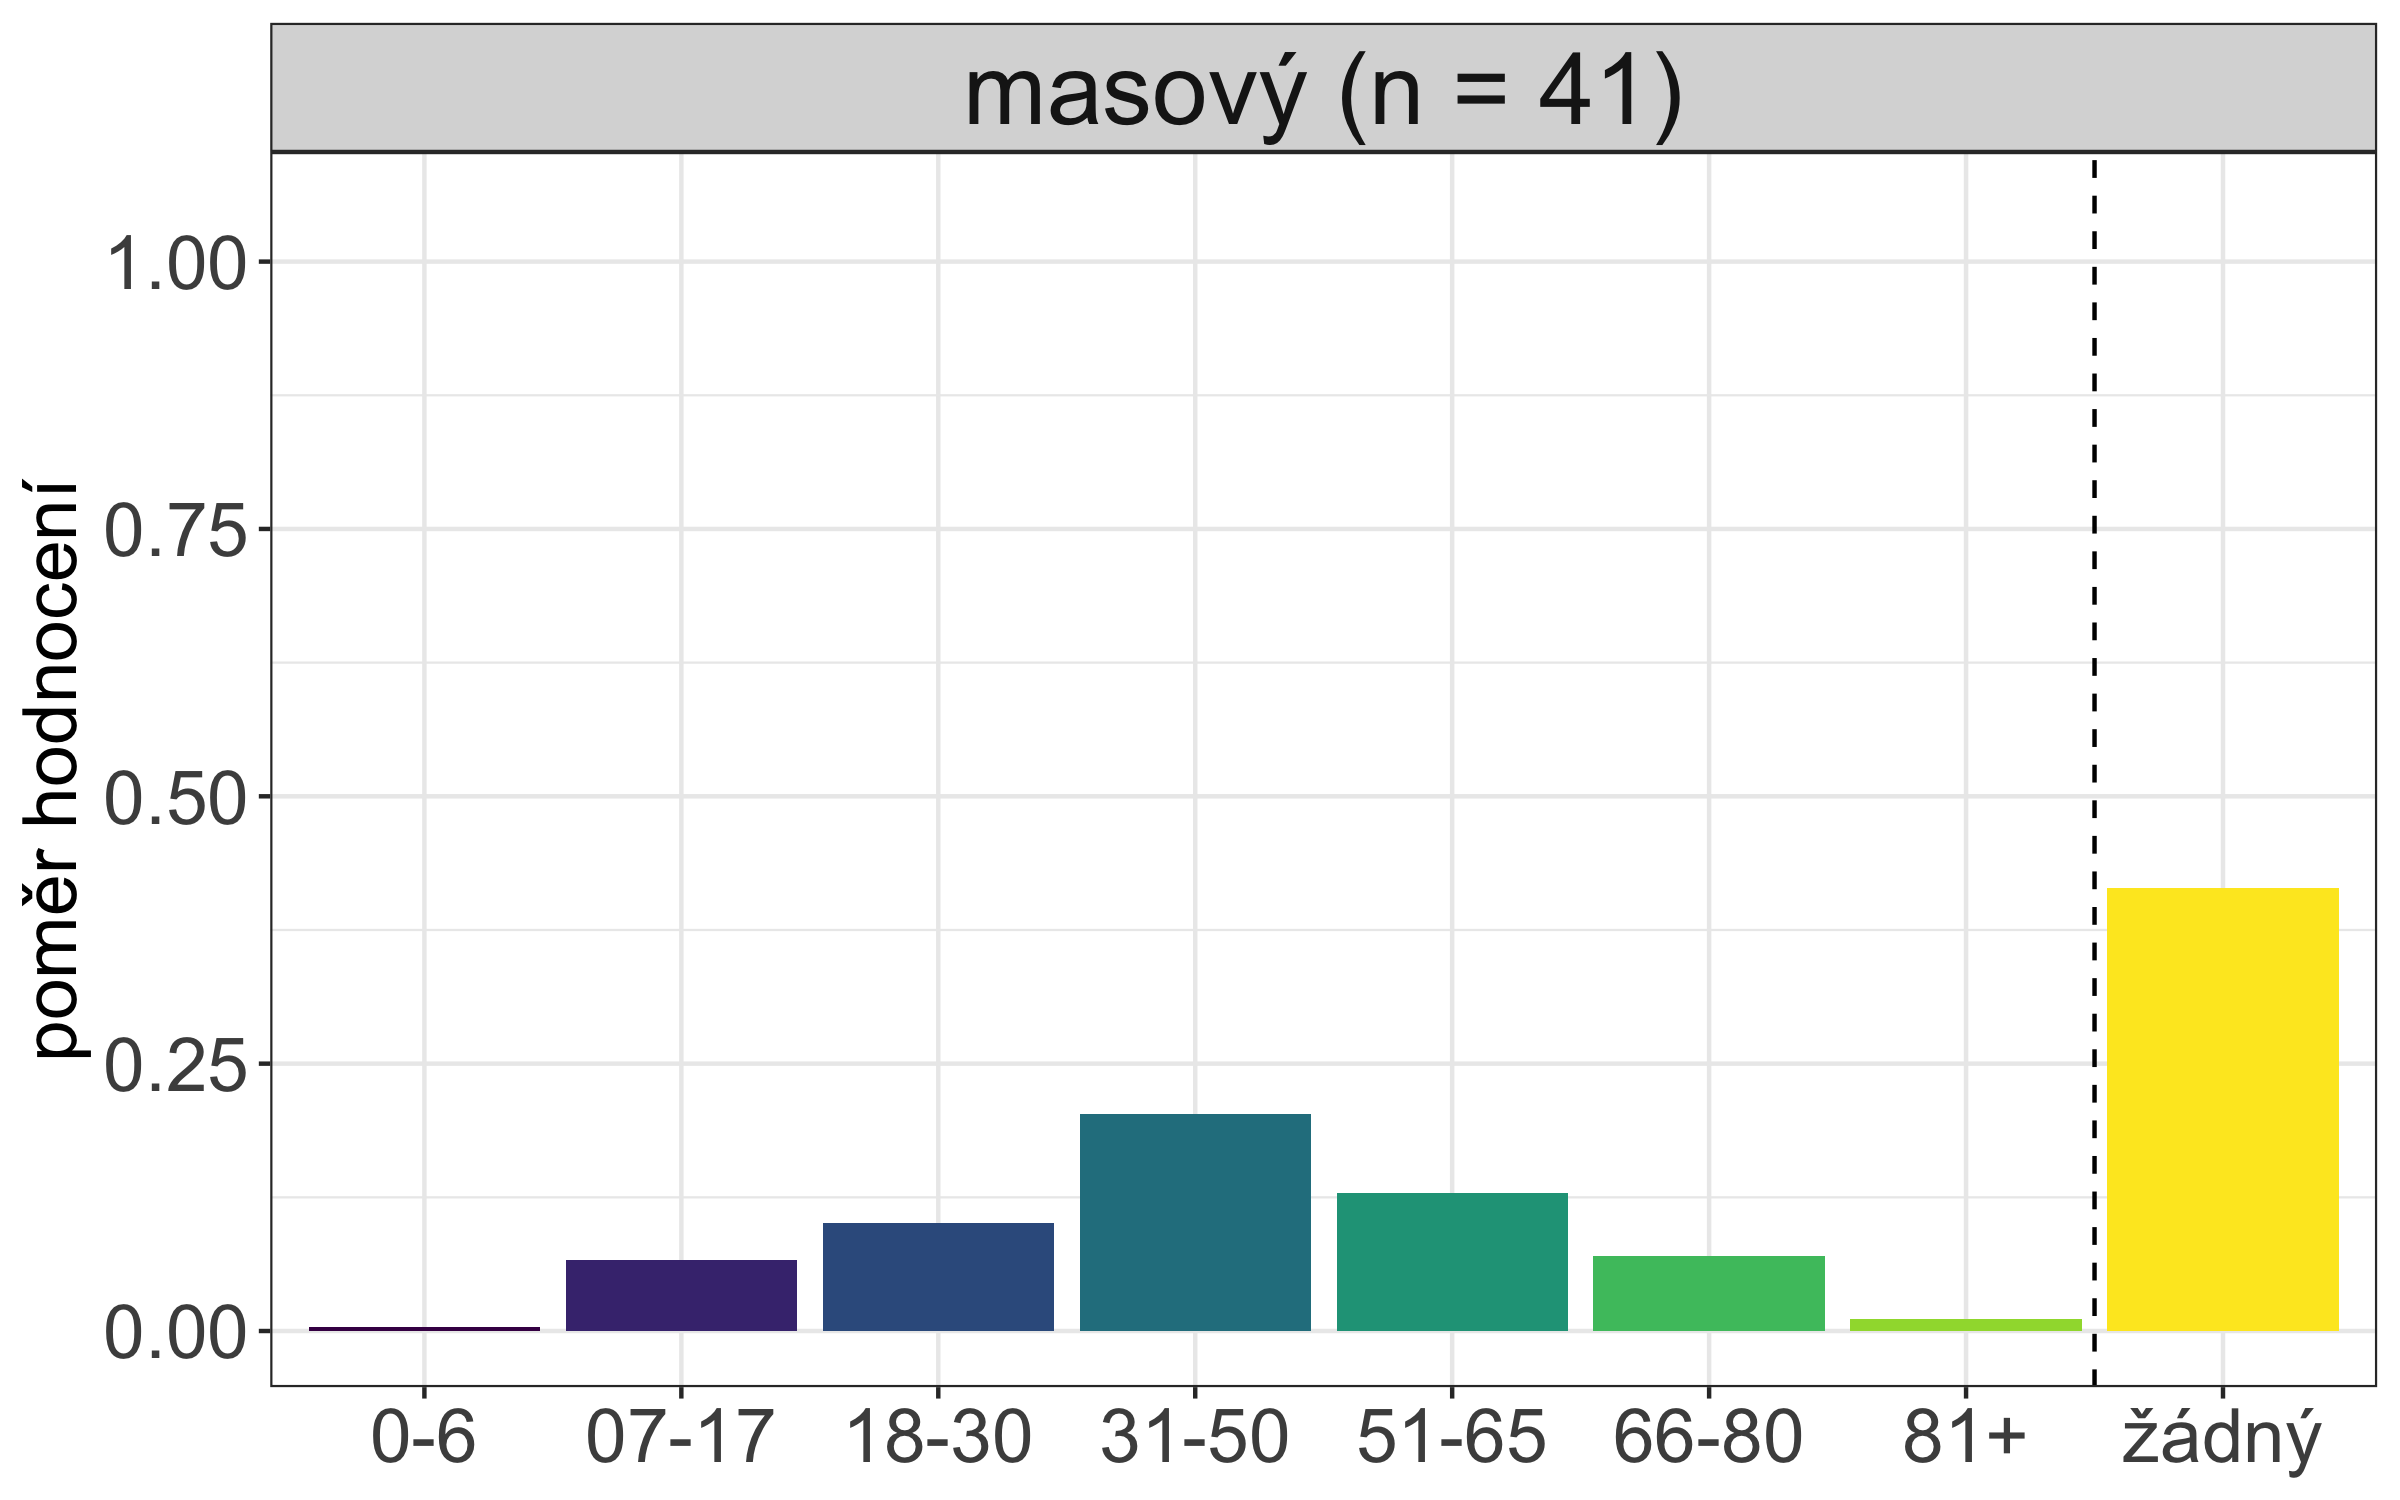 masový (n = 41)
poměr hodnocení
1.00
0.75
0.50
0.25
0.00
0-6 07-17 18-30 31-50 51-65 66-80 81+ žádný